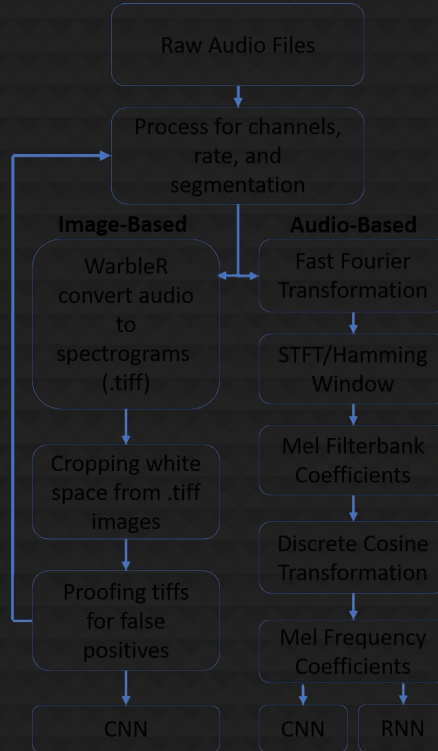 Raw Audio Files
Process for channels,
rate, and
segmentation
Image-Based
WarbleR
convert audio
to
spectrograms
(.tiff)
Cropping white
space from .tiff
images
Proofing tiffs
for false
positives
CNN
Audio-Based
Fast Fourier
Transformation
STFT/Hamming
Window
Mel Filterbank
Coefficients
Discrete Cosine
Transformation
Mel Frequency
Coefficients
CNN
RNN